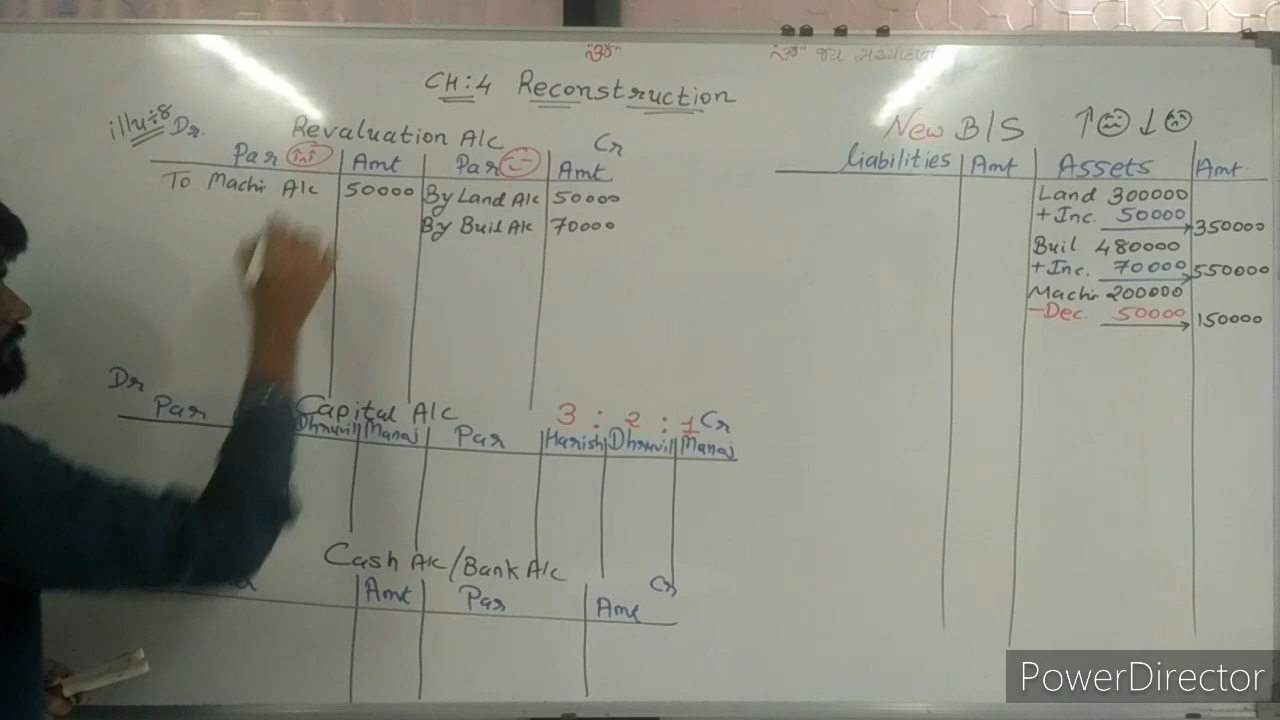 "ૐ"
"ૐ" જય
CH:4 Reconstruction
illu:-8
Dr. Revaluation A/c Cr
Par Amt Par Amt
To Machi A/c 50000 By Land A/c 50000
By Buil A/c 70000
Dr Capital A/c 3 : 2 : 1 Cr
Par Dhruvil Manoj Par Harish Dhruvil Manoj
Cash A/c / Bank A/c Cr
Amt Par Amt
New B/S ↑ ↓
Liabilities Amt Assets Amt.
Land 300000
+ Inc. 50000 350000
Buil 480000
+ Inc. 70000 550000
Machi 200000
- Dec. 50000 150000
PowerDirector